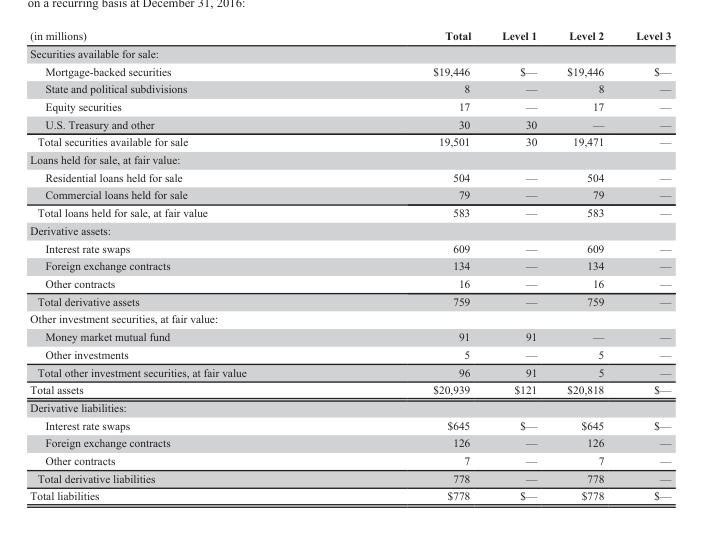 on a recurring basis at December 31, 2016:
(in millions) Total Level 1 Level 2 Level 3
Securities available for sale:
Mortgage-backed securities $19,446 $— $19,446 $—
State and political subdivisions 8 — 8 —
Equity securities 17 — 17 —
U.S. Treasury and other 30 30 — —
Total securities available for sale 19,501 30 19,471 —
Loans held for sale, at fair value:
Residential loans held for sale 504 — 504 —
Commercial loans held for sale 79 — 79 —
Total loans held for sale, at fair value 583 — 583 —
Derivative assets:
Interest rate swaps 609 — 609 —
Foreign exchange contracts 134 — 134 —
Other contracts 16 — 16 —
Total derivative assets 759 — 759 —
Other investment securities, at fair value:
Money market mutual fund 91 91 — —
Other investments 5 — 5 —
Total other investment securities, at fair value 96 91 5 —
Total assets $20,939 $121 $20,818 $—
Derivative liabilities:
Interest rate swaps $645 $— $645 $—
Foreign exchange contracts 126 — 126 —
Other contracts 7 — 7 —
Total derivative liabilities 778 — 778 —
Total liabilities $778 $— $778 $—